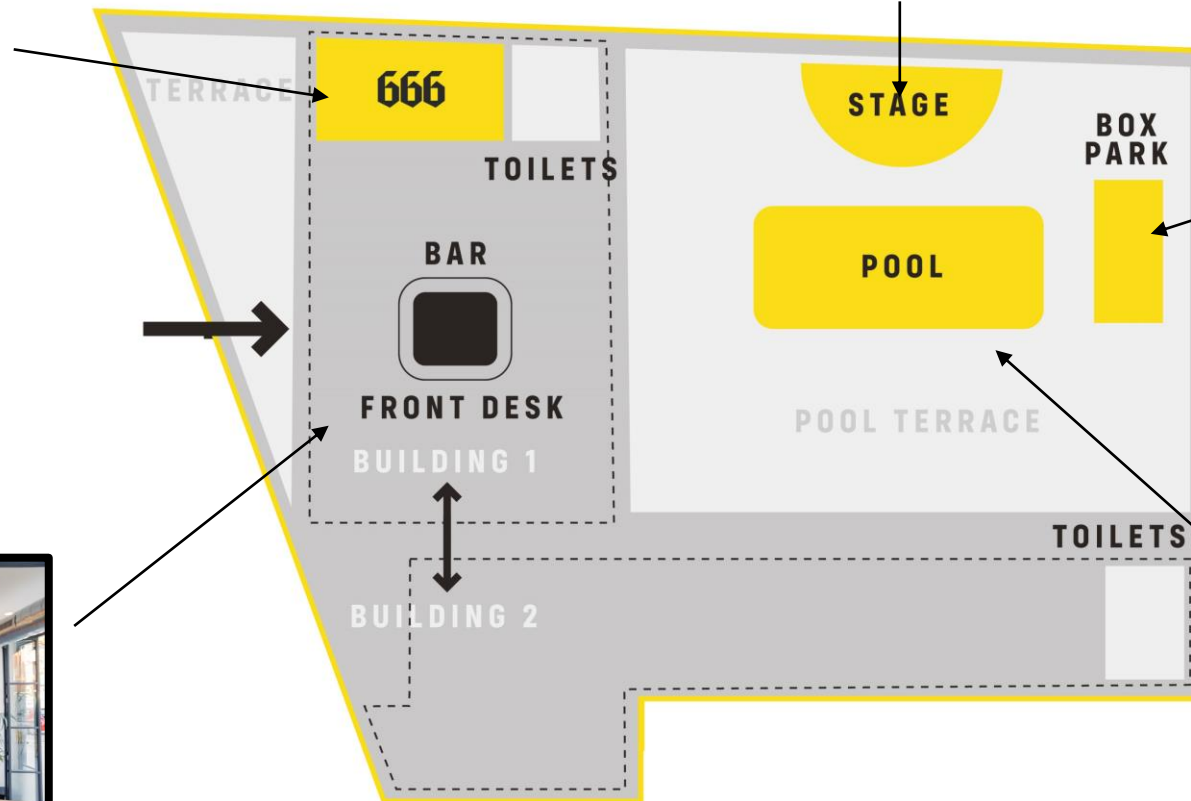 TERRACE
666
TOILETS
STAGE
BOX
PARK
BAR
POOL
FRONT DESK
POOL TERRACE
BUILDING 1
TOILETS
BUILDING 2